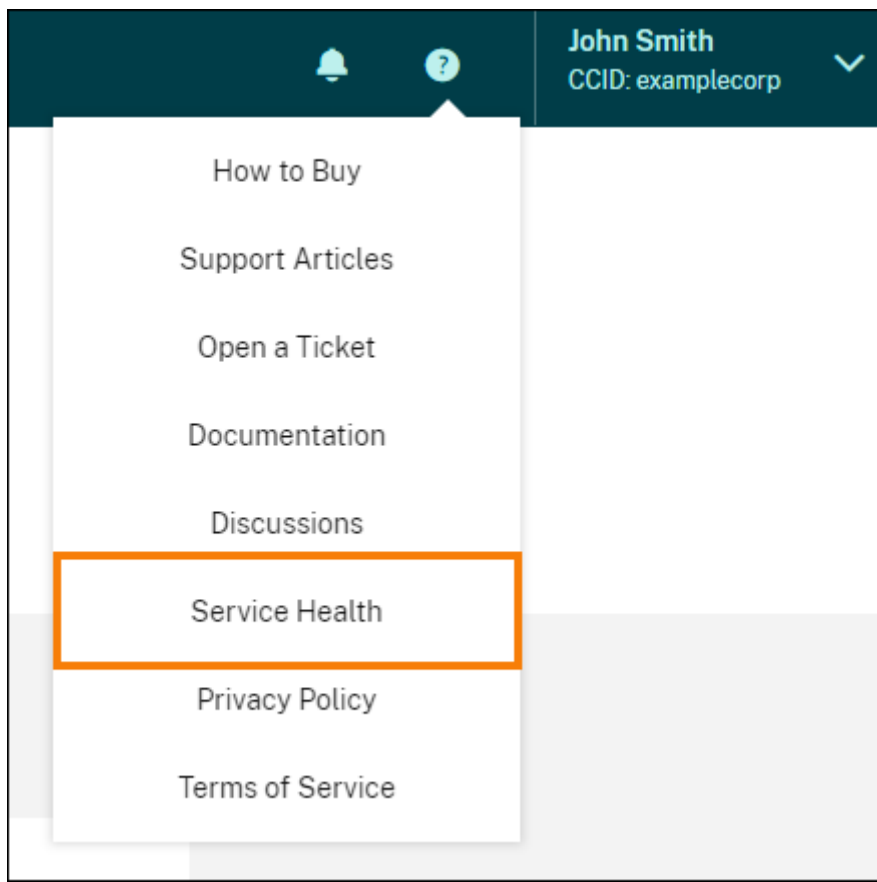 ?
John Smith
CCID: examplecorp
How to Buy
Support Articles
Open a Ticket
Documentation
Discussions
Service Health
Privacy Policy
Terms of Service